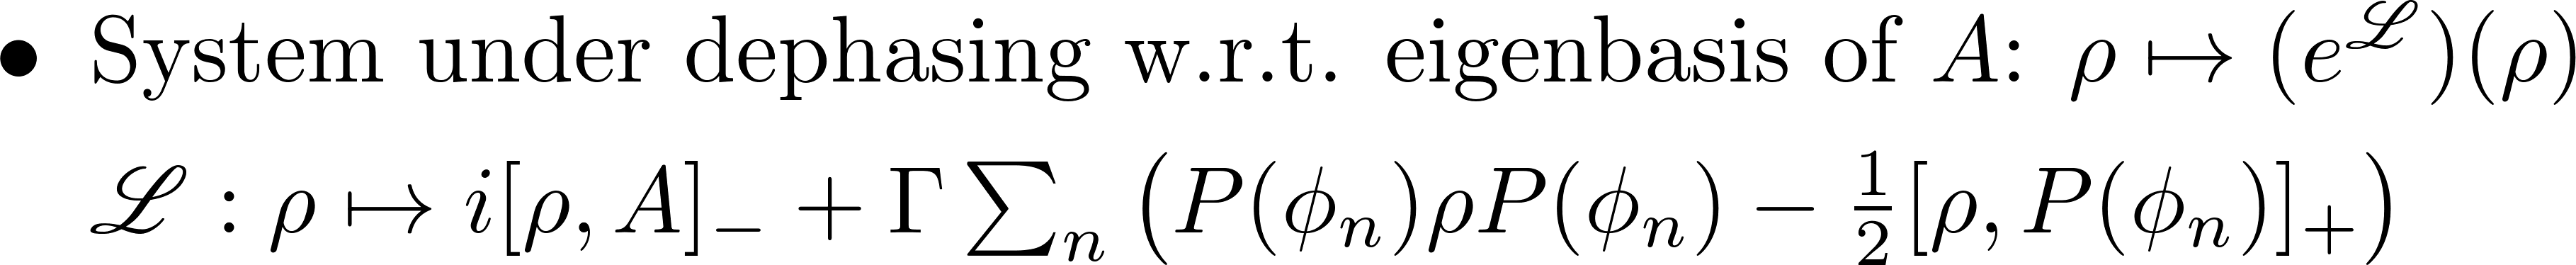 • System under dephasing w.r.t. eigenbasis of A: ρ ↦ (e^ℒ)(ρ)
ℒ : ρ ↦ i[ρ, A]₋ + Γ ∑ₙ (P(ϕₙ)ρP(ϕₙ) − ½[ρ, P(ϕₙ)]₊)